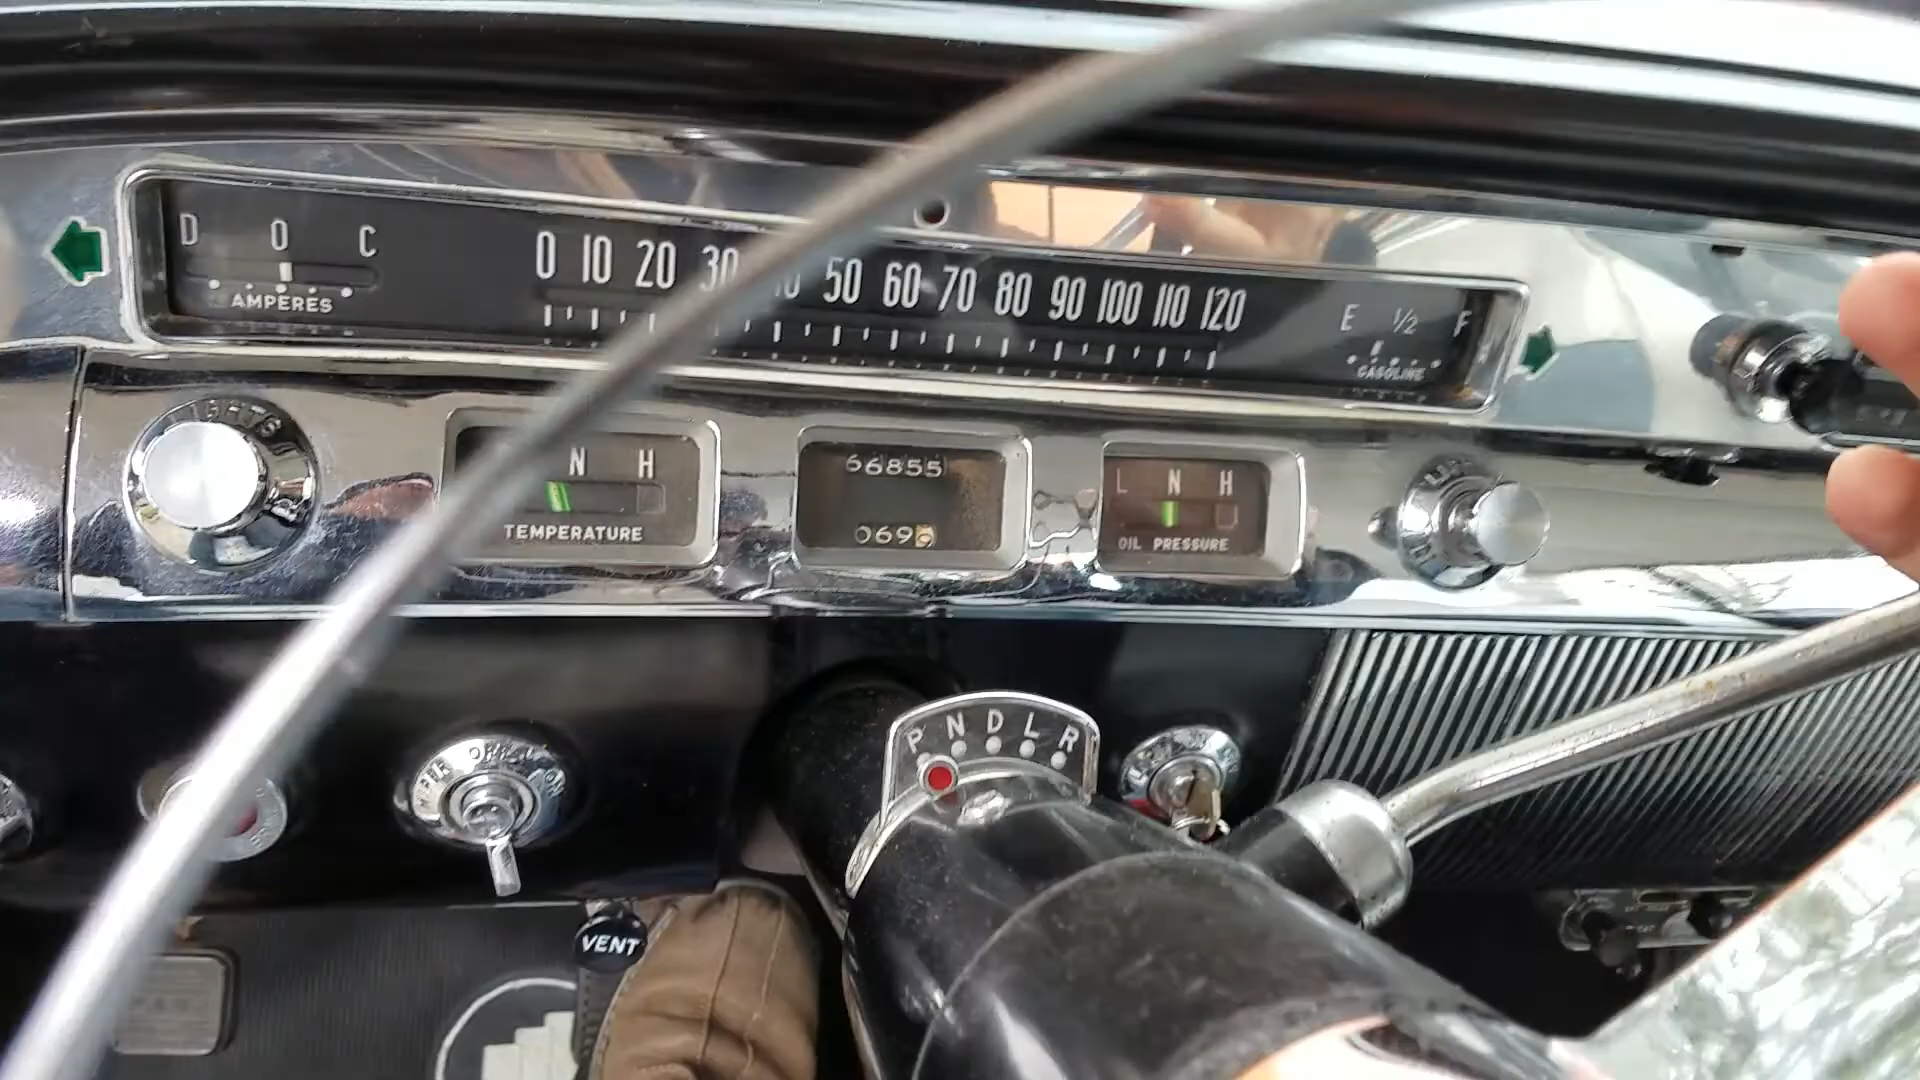 D O C
AMPERES
0 10 20 30 50 60 70 80 90 100 110 120
E ½ F
GASOLINE
LIGHTS
N H
TEMPERATURE
66855
069
L N H
OIL PRESSURE
P N D L R
VENT